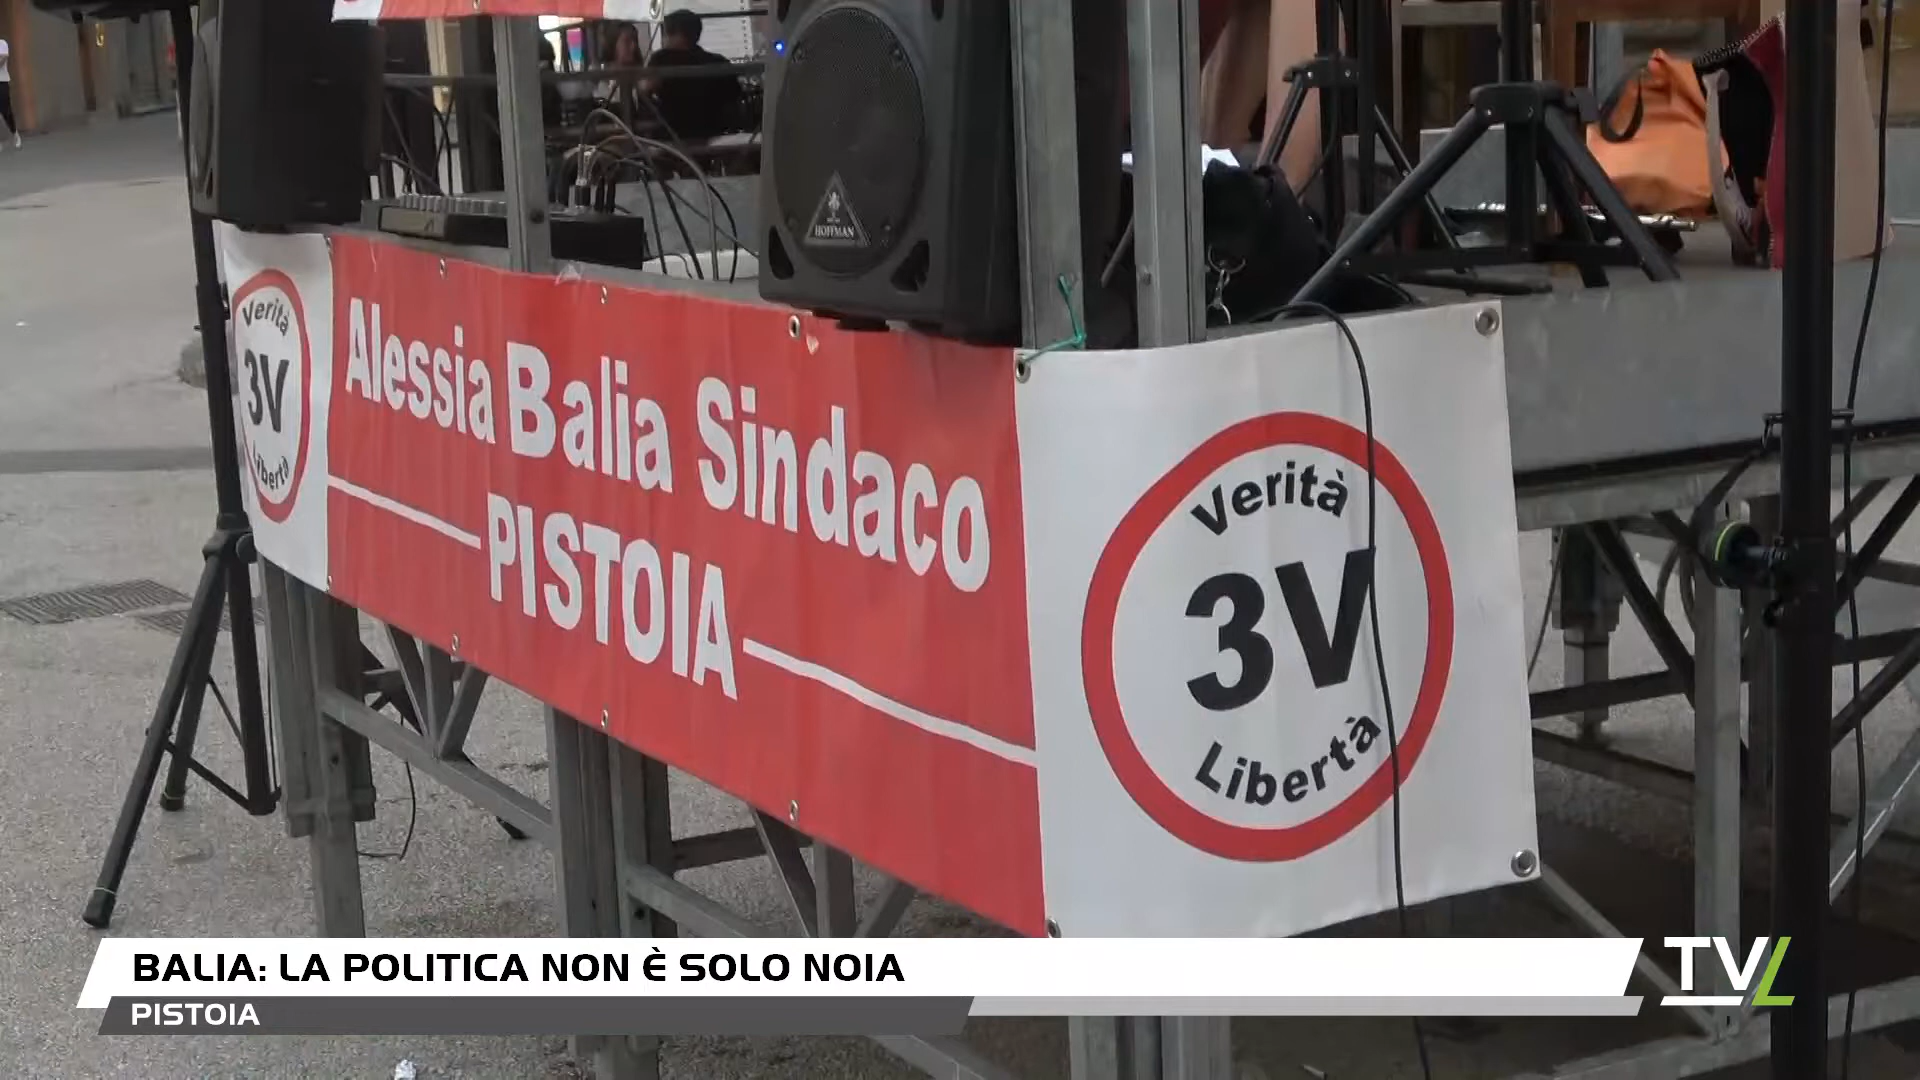 HOFFMAN
Verità
3V
Libertà
Alessia Balia Sindaco
PISTOIA
Verità
3V
Libertà
BALIA: LA POLITICA NON È SOLO NOIA
PISTOIA
TVL